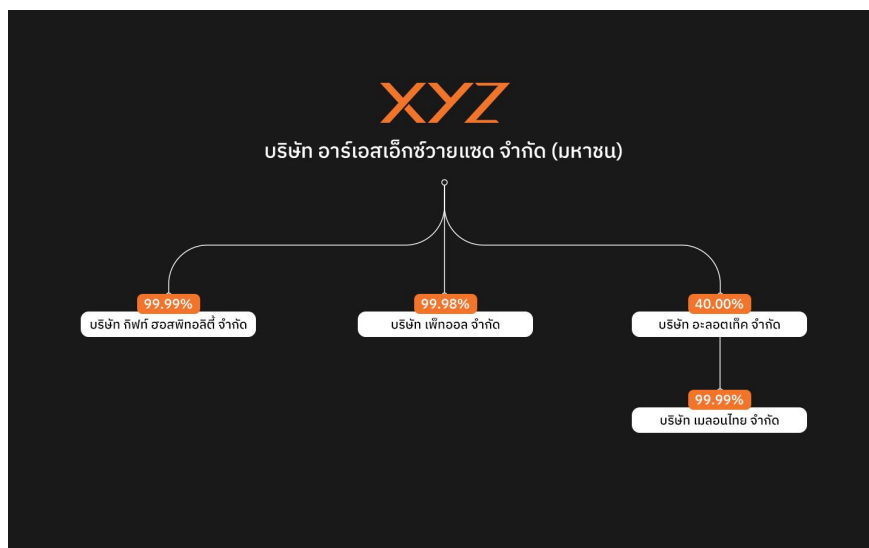 XYZ
บริษัท อาร์เอสเอ็กซ์วายแซด จำกัด (มหาชน)
99.99%
บริษัท กิฟท์ ฮอสพิทอลิตี้ จำกัด
99.98%
บริษัท เพ็ทออล จำกัด
40.00%
บริษัท อะลอตเท็ค จำกัด
99.99%
บริษัท เมลอนไทย จำกัด